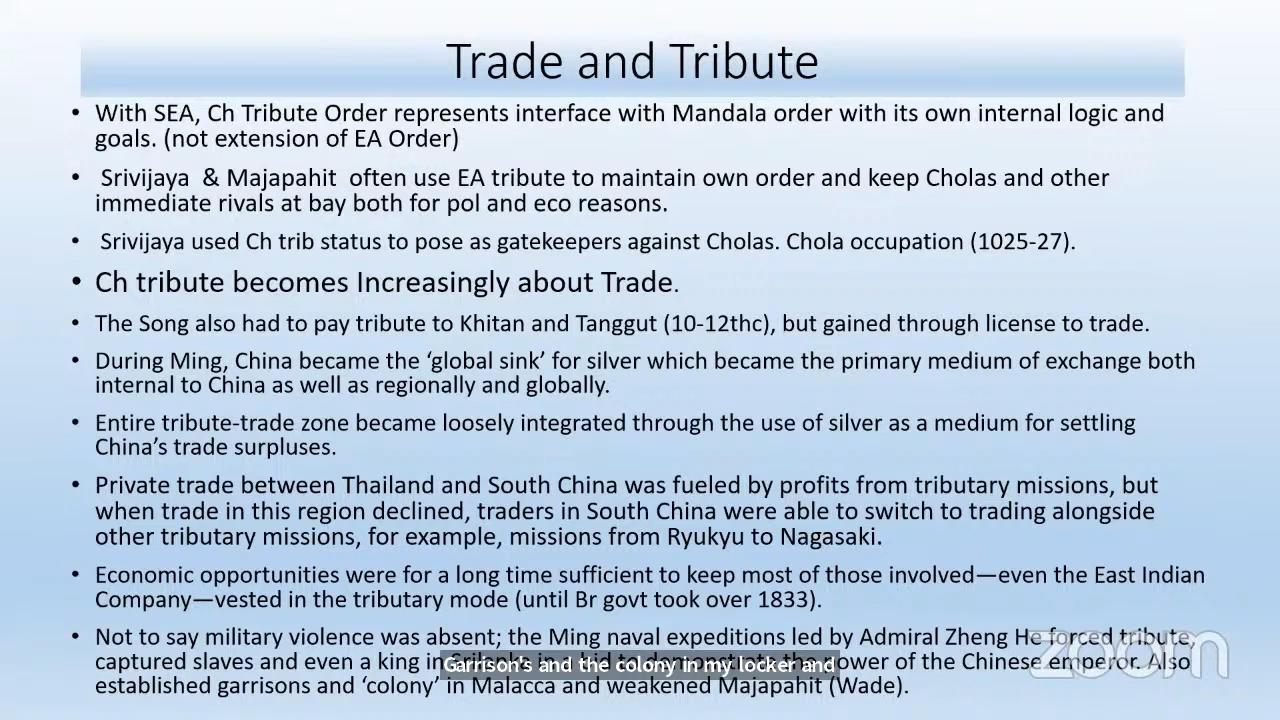 Trade and Tribute
• With SEA, Ch Tribute Order represents interface with Mandala order with its own internal logic and
goals. (not extension of EA Order)
• Srivijaya & Majapahit often use EA tribute to maintain own order and keep Cholas and other
immediate rivals at bay both for pol and eco reasons.
• Srivijaya used Ch trib status to pose as gatekeepers against Cholas. Chola occupation (1025-27).
• Ch tribute becomes Increasingly about Trade.
• The Song also had to pay tribute to Khitan and Tanggut (10-12thc), but gained through license to trade.
• During Ming, China became the ‘global sink’ for silver which became the primary medium of exchange both
internal to China as well as regionally and globally.
• Entire tribute-trade zone became loosely integrated through the use of silver as a medium for settling
China’s trade surpluses.
• Private trade between Thailand and South China was fueled by profits from tributary missions, but
when trade in this region declined, traders in South China were able to switch to trading alongside
other tributary missions, for example, missions from Ryukyu to Nagasaki.
• Economic opportunities were for a long time sufficient to keep most of those involved—even the East Indian
Company—vested in the tributary mode (until Br govt took over 1833).
• Not to say military violence was absent; the Ming naval expeditions led by Admiral Zheng He forced tribute,
captured slaves and even a king in power of the Chinese emperor. Also
Garrison's and the colony in my locker and
established garrisons and ‘colony’ in Malacca and weakened Majapahit (Wade).
zoom